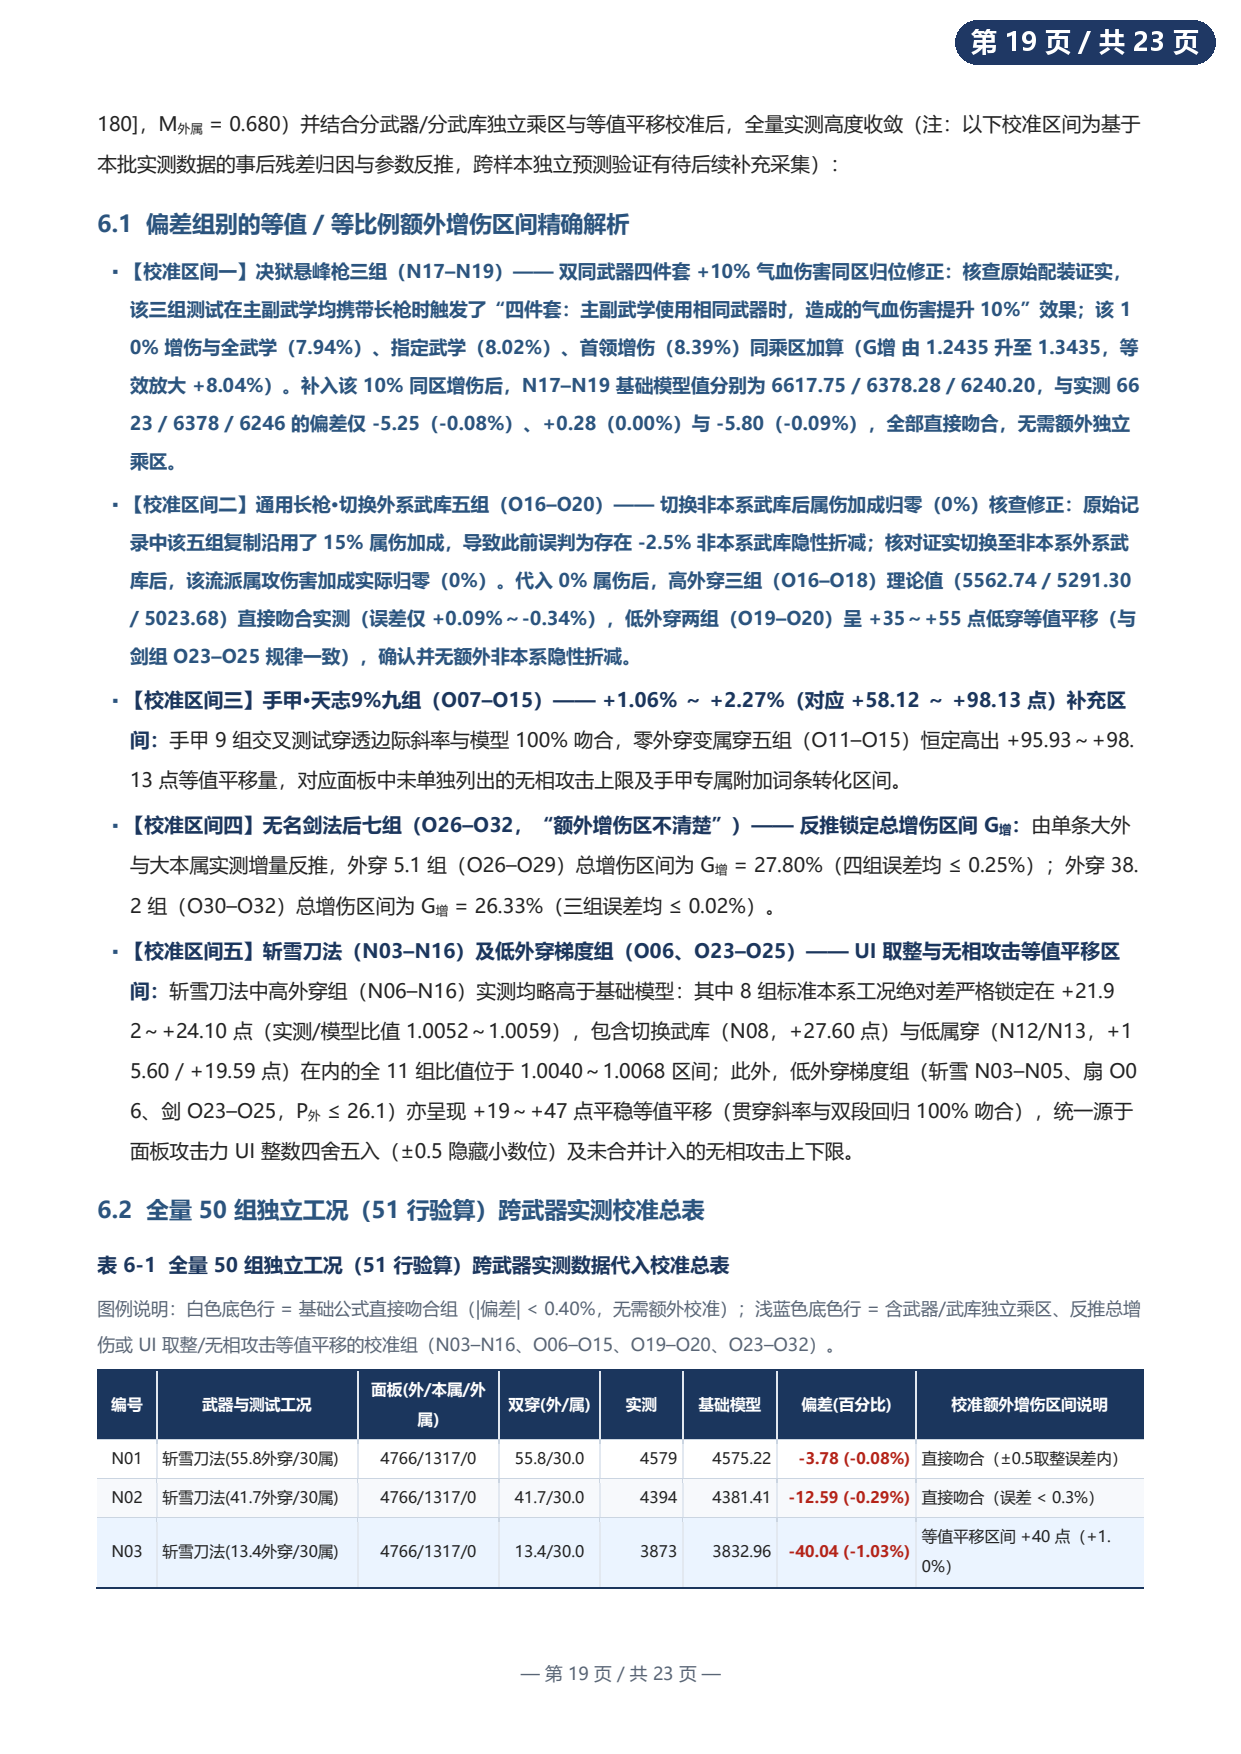 第 19 页 / 共 23 页
180]，M外属 = 0.680）并结合分武器/分武库独立乘区与等值平移校准后，全量实测高度收敛（注：以下校准区间为基于
本批实测数据的事后残差归因与参数反推，跨样本独立预测验证有待后续补充采集）：
6.1 偏差组别的等值 / 等比例额外增伤区间精确解析
▪ 【校准区间一】决狱悬峰枪三组（N17–N19）—— 双同武器四件套 +10% 气血伤害同区归位修正：核查原始配装证实，
该三组测试在主副武学均携带长枪时触发了“四件套：主副武学使用相同武器时，造成的气血伤害提升 10%”效果；该 1
0% 增伤与全武学（7.94%）、指定武学（8.02%）、首领增伤（8.39%）同乘区加算（G增 由 1.2435 升至 1.3435，等
效放大 +8.04%）。补入该 10% 同区增伤后，N17–N19 基础模型值分别为 6617.75 / 6378.28 / 6240.20，与实测 66
23 / 6378 / 6246 的偏差仅 -5.25（-0.08%）、+0.28（0.00%）与 -5.80（-0.09%），全部直接吻合，无需额外独立
乘区。
▪ 【校准区间二】通用长枪•切换外系武库五组（O16–O20）—— 切换非本系武库后属伤加成归零（0%）核查修正：原始记
录中该五组复制沿用了 15% 属伤加成，导致此前误判为存在 -2.5% 非本系武库隐性折减；核对证实切换至非本系外系武
库后，该流派属攻伤害加成实际归零（0%）。代入 0% 属伤后，高外穿三组（O16–O18）理论值（5562.74 / 5291.30
/ 5023.68）直接吻合实测（误差仅 +0.09%～-0.34%），低外穿两组（O19–O20）呈 +35～+55 点低穿等值平移（与
剑组 O23–O25 规律一致），确认并无额外非本系隐性折减。
▪ 【校准区间三】手甲•天志9%九组（O07–O15）—— +1.06% ～ +2.27%（对应 +58.12 ～ +98.13 点）补充区
间：手甲 9 组交叉测试穿透边际斜率与模型 100% 吻合，零外穿变属穿五组（O11–O15）恒定高出 +95.93～+98.
13 点等值平移量，对应面板中未单独列出的无相攻击上限及手甲专属附加词条转化区间。
▪ 【校准区间四】无名剑法后七组（O26–O32，“额外增伤区不清楚”）—— 反推锁定总增伤区间 G增：由单条大外
与大本属实测增量反推，外穿 5.1 组（O26–O29）总增伤区间为 G增 = 27.80%（四组误差均 ≤ 0.25%）；外穿 38.
2 组（O30–O32）总增伤区间为 G增 = 26.33%（三组误差均 ≤ 0.02%）。
▪ 【校准区间五】斩雪刀法（N03–N16）及低外穿梯度组（O06、O23–O25）—— UI 取整与无相攻击等值平移区
间：斩雪刀法中高外穿组（N06–N16）实测均略高于基础模型：其中 8 组标准本系工况绝对差严格锁定在 +21.9
2～+24.10 点（实测/模型比值 1.0052～1.0059），包含切换武库（N08，+27.60 点）与低属穿（N12/N13，+1
5.60 / +19.59 点）在内的全 11 组比值位于 1.0040～1.0068 区间；此外，低外穿梯度组（斩雪 N03–N05、扇 O0
6、剑 O23–O25，P外 ≤ 26.1）亦呈现 +19～+47 点平稳等值平移（贯穿斜率与双段回归 100% 吻合），统一源于
面板攻击力 UI 整数四舍五入（±0.5 隐藏小数位）及未合并计入的无相攻击上下限。
6.2 全量 50 组独立工况（51 行验算）跨武器实测校准总表
表 6-1 全量 50 组独立工况（51 行验算）跨武器实测数据代入校准总表
图例说明：白色底色行 = 基础公式直接吻合组（|偏差| < 0.40%，无需额外校准）；浅蓝色底色行 = 含武器/武库独立乘区、反推总增
伤或 UI 取整/无相攻击等值平移的校准组（N03–N16、O06–O15、O19–O20、O23–O32）。
编号 武器与测试工况 面板(外/本属/外属) 双穿(外/属) 实测 基础模型 偏差(百分比) 校准额外增伤区间说明
N01 斩雪刀法(55.8外穿/30属) 4766/1317/0 55.8/30.0 4579 4575.22 -3.78 (-0.08%) 直接吻合（±0.5取整误差内）
N02 斩雪刀法(41.7外穿/30属) 4766/1317/0 41.7/30.0 4394 4381.41 -12.59 (-0.29%) 直接吻合（误差 < 0.3%）
N03 斩雪刀法(13.4外穿/30属) 4766/1317/0 13.4/30.0 3873 3832.96 -40.04 (-1.03%) 等值平移区间 +40 点（+1.
0%）
— 第 19 页 / 共 23 页 —